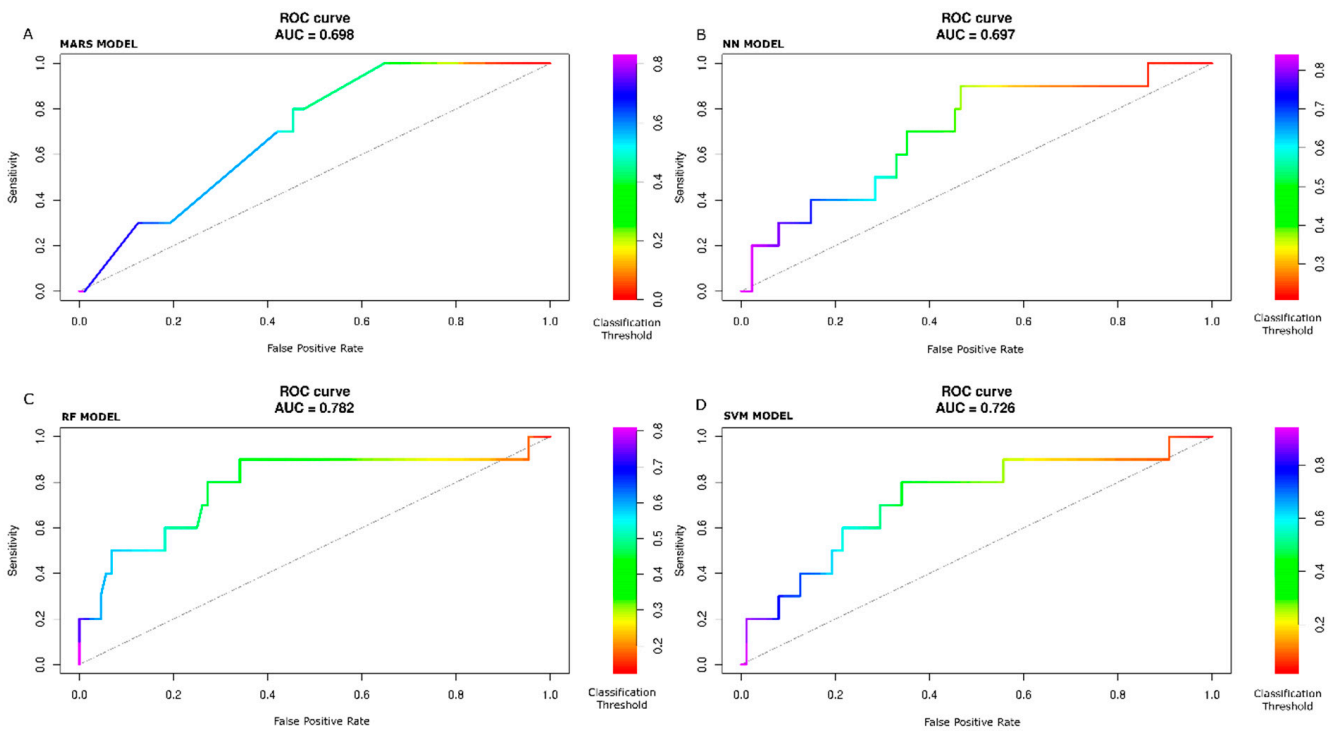 A
MARS MODEL
ROC curve
AUC = 0.698
Sensitivity
0.0 0.2 0.4 0.6 0.8 1.0
0.0 0.2 0.4 0.6 0.8 1.0
False Positive Rate
0.0 0.2 0.4 0.6 0.8
Classification
Threshold
B
NN MODEL
ROC curve
AUC = 0.697
Sensitivity
0.0 0.2 0.4 0.6 0.8 1.0
0.0 0.2 0.4 0.6 0.8 1.0
False Positive Rate
0.3 0.4 0.5 0.6 0.7 0.8
Classification
Threshold
C
RF MODEL
ROC curve
AUC = 0.782
Sensitivity
0.0 0.2 0.4 0.6 0.8 1.0
0.0 0.2 0.4 0.6 0.8 1.0
False Positive Rate
0.2 0.3 0.4 0.5 0.6 0.7 0.8
Classification
Threshold
D
SVM MODEL
ROC curve
AUC = 0.726
Sensitivity
0.0 0.2 0.4 0.6 0.8 1.0
0.0 0.2 0.4 0.6 0.8 1.0
False Positive Rate
0.2 0.4 0.6 0.8
Classification
Threshold